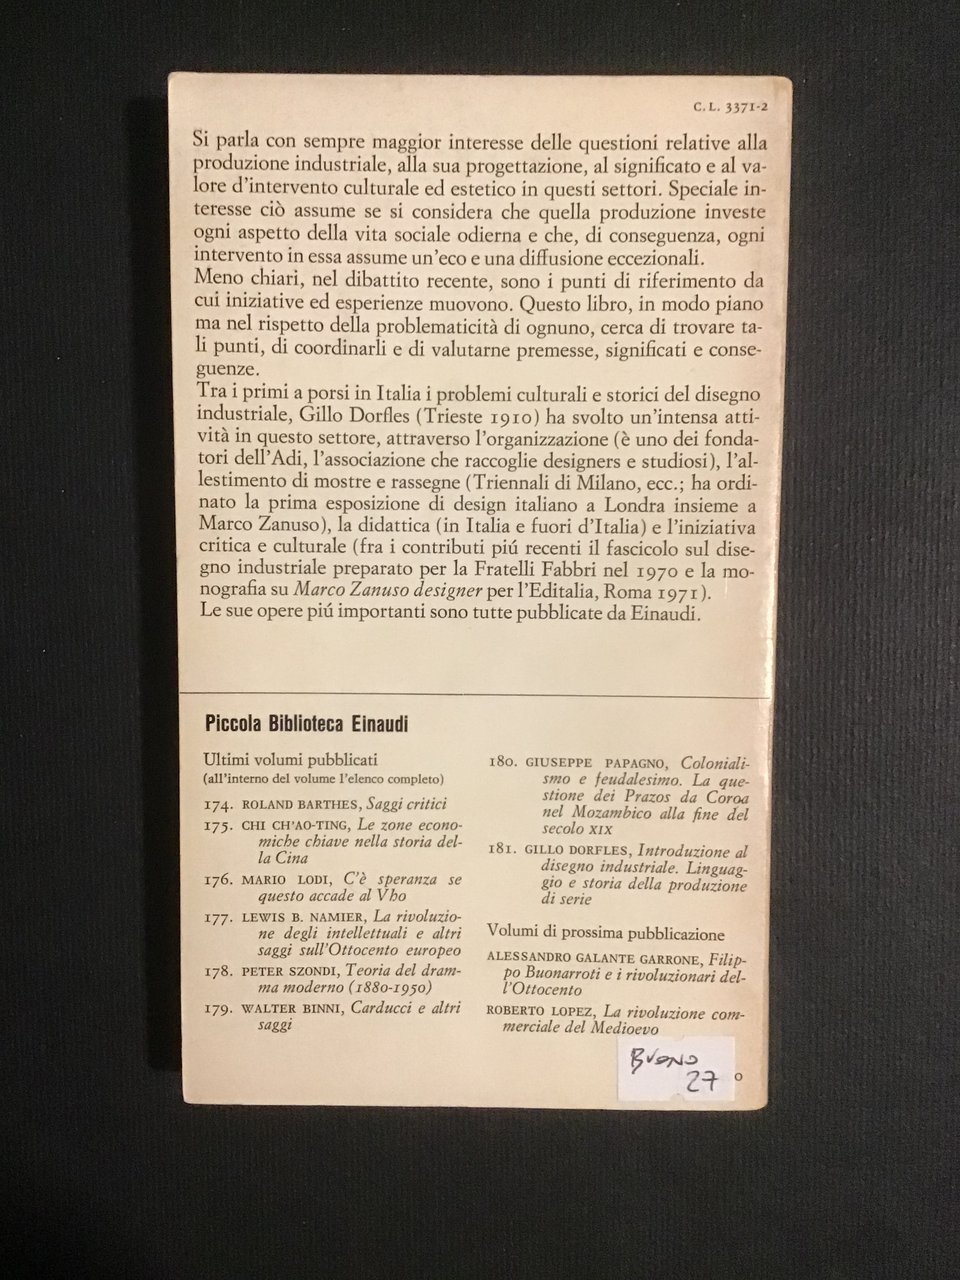 C. L. 3371-2
Si parla con sempre maggior interesse delle questioni relative alla
produzione industriale, alla sua progettazione, al significato e al va-
lore d'intervento culturale ed estetico in questi settori. Speciale in-
teresse ciò assume se si considera che quella produzione investe
ogni aspetto della vita sociale odierna e che, di conseguenza, ogni
intervento in essa assume un'eco e una diffusione eccezionali.
Meno chiari, nel dibattito recente, sono i punti di riferimento da
cui iniziative ed esperienze muovono. Questo libro, in modo piano
ma nel rispetto della problematicità di ognuno, cerca di trovare ta-
li punti, di coordinarli e di valutarne premesse, significati e conse-
guenze.
Tra i primi a porsi in Italia i problemi culturali e storici del disegno
industriale, Gillo Dorfles (Trieste 1910) ha svolto un'intensa atti-
vità in questo settore, attraverso l'organizzazione (è uno dei fonda-
tori dell'Adi, l'associazione che raccoglie designers e studiosi), l'al-
lestimento di mostre e rassegne (Triennali di Milano, ecc.; ha ordi-
nato la prima esposizione di design italiano a Londra insieme a
Marco Zanuso), la didattica (in Italia e fuori d'Italia) e l'iniziativa
critica e culturale (fra i contributi piú recenti il fascicolo sul dise-
gno industriale preparato per la Fratelli Fabbri nel 1970 e la mo-
nografia su Marco Zanuso designer per l'Editalia, Roma 1971).
Le sue opere piú importanti sono tutte pubblicate da Einaudi.
Piccola Biblioteca Einaudi
Ultimi volumi pubblicati
(all'interno del volume l'elenco completo)
174. ROLAND BARTHES, Saggi critici
175. CHI CH'AO-TING, Le zone econo-
miche chiave nella storia del-
la Cina
176. MARIO LODI, C'è speranza se
questo accade al Vho
177. LEWIS B. NAMIER, La rivoluzio-
ne degli intellettuali e altri
saggi sull'Ottocento europeo
178. PETER SZONDI, Teoria del dram-
ma moderno (1880-1950)
179. WALTER BINNI, Carducci e altri
saggi
180. GIUSEPPE PAPAGNO, Coloniali-
smo e feudalesimo. La que-
stione dei Prazos da Coroa
nel Mozambico alla fine del
secolo XIX
181. GILLO DORFLES, Introduzione al
disegno industriale. Linguag-
gio e storia della produzione
di serie
Volumi di prossima pubblicazione
ALESSANDRO GALANTE GARRONE, Filip-
po Buonarroti e i rivoluzionari del-
l'Ottocento
ROBERTO LOPEZ, La rivoluzione com-
merciale del Medioevo
BUONO
27